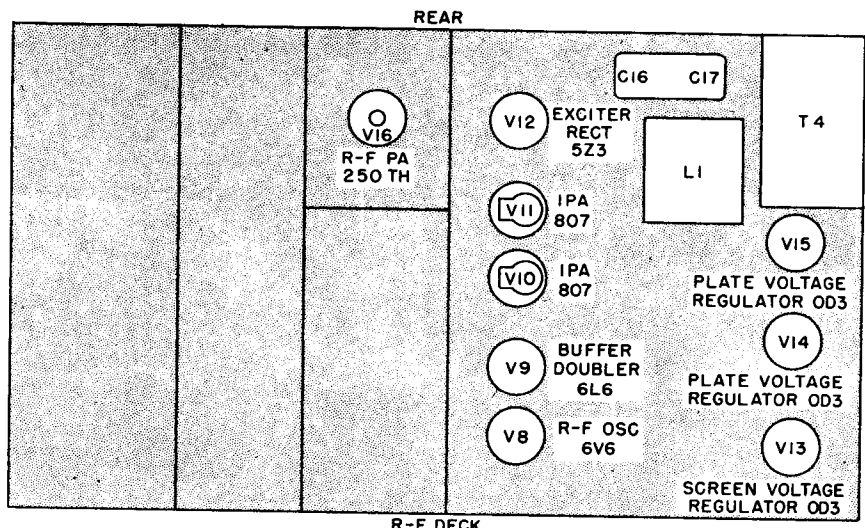 REAR
C16 C17
T4
V16
R-F PA
250 TH
V12
EXCITER
RECT
5Z3
L1
V11
IPA
807
V15
PLATE VOLTAGE
REGULATOR OD3
V10
IPA
807
V14
PLATE VOLTAGE
REGULATOR OD3
V9
BUFFER
DOUBLER
6L6
V8
R-F OSC
6V6
V13
SCREEN VOLTAGE
REGULATOR OD3
R-F DECK